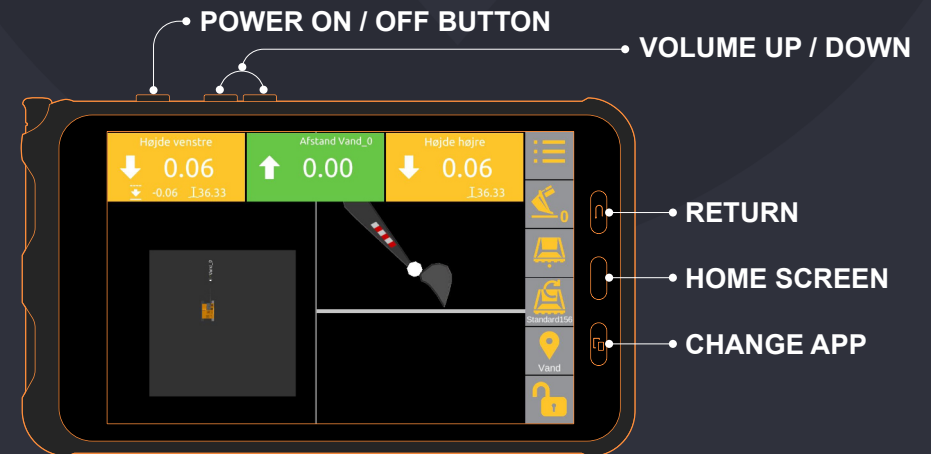 POWER ON / OFF BUTTON
VOLUME UP / DOWN
Højde venstre
0.06
-0.06 36.33
Afstand Vand_0
0.00
Højde højre
0.06
36.33
0
Standard156
Vand
Vand_0
RETURN
HOME SCREEN
CHANGE APP